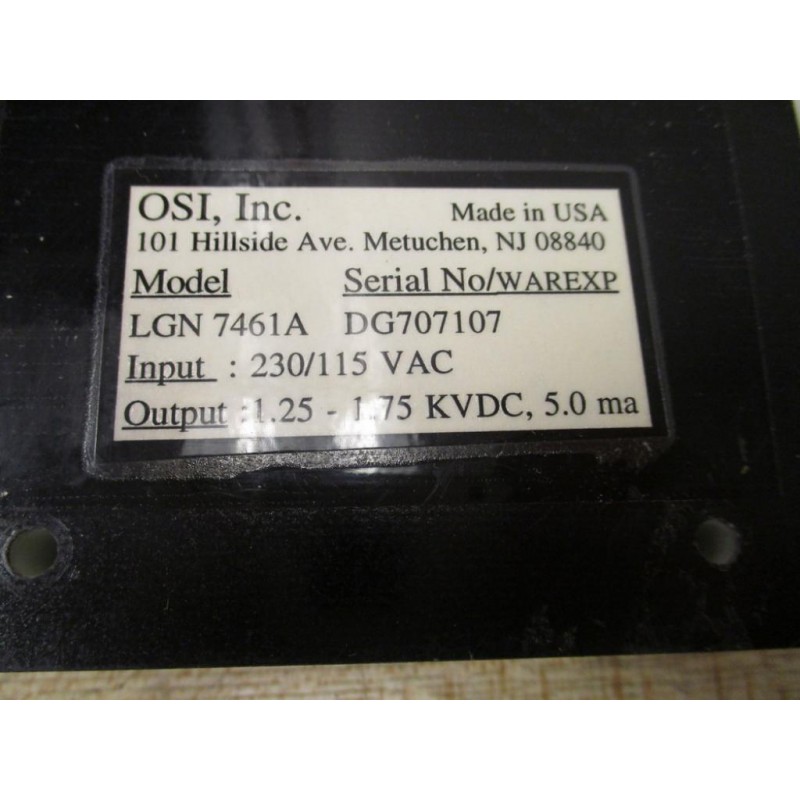 OSI, Inc. Made in USA
101 Hillside Ave. Metuchen, NJ 08840
Model Serial No/WAREXP
LGN 7461A DG707107
Input : 230/115 VAC
Output : 1.25 - 1.75 KVDC, 5.0 ma